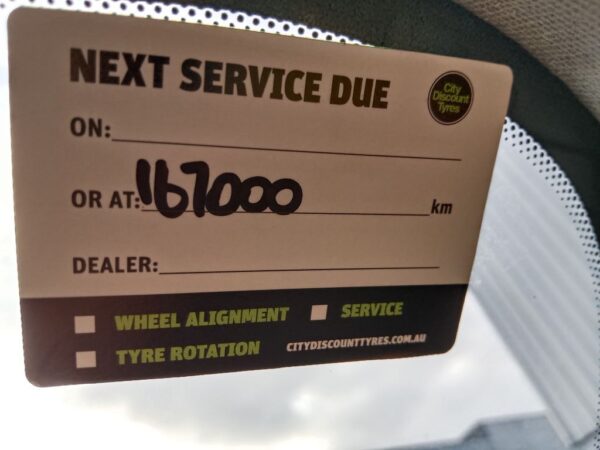 NEXT SERVICE DUE
City
Discount
Tyres
ON:
OR AT: 167000 km
DEALER:
WHEEL ALIGNMENT SERVICE
TYRE ROTATION CITYDISCOUNTTYRES.COM.AU